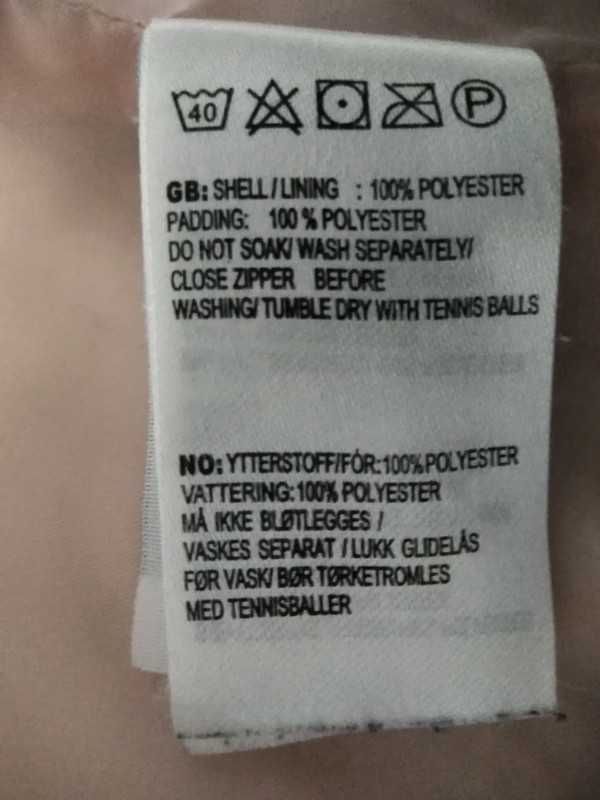 40 P
GB: SHELL / LINING : 100% POLYESTER
PADDING: 100 % POLYESTER
DO NOT SOAK/ WASH SEPARATELY/
CLOSE ZIPPER BEFORE
WASHING/ TUMBLE DRY WITH TENNIS BALLS
NO: YTTERSTOFF/FÓR:100% POLYESTER
VATTERING: 100% POLYESTER
MÅ IKKE BLØTLEGGES /
VASKES SEPARAT / LUKK GLIDELÅS
FØR VASK/ BØR TØRKETROMLES
MED TENNISBALLER